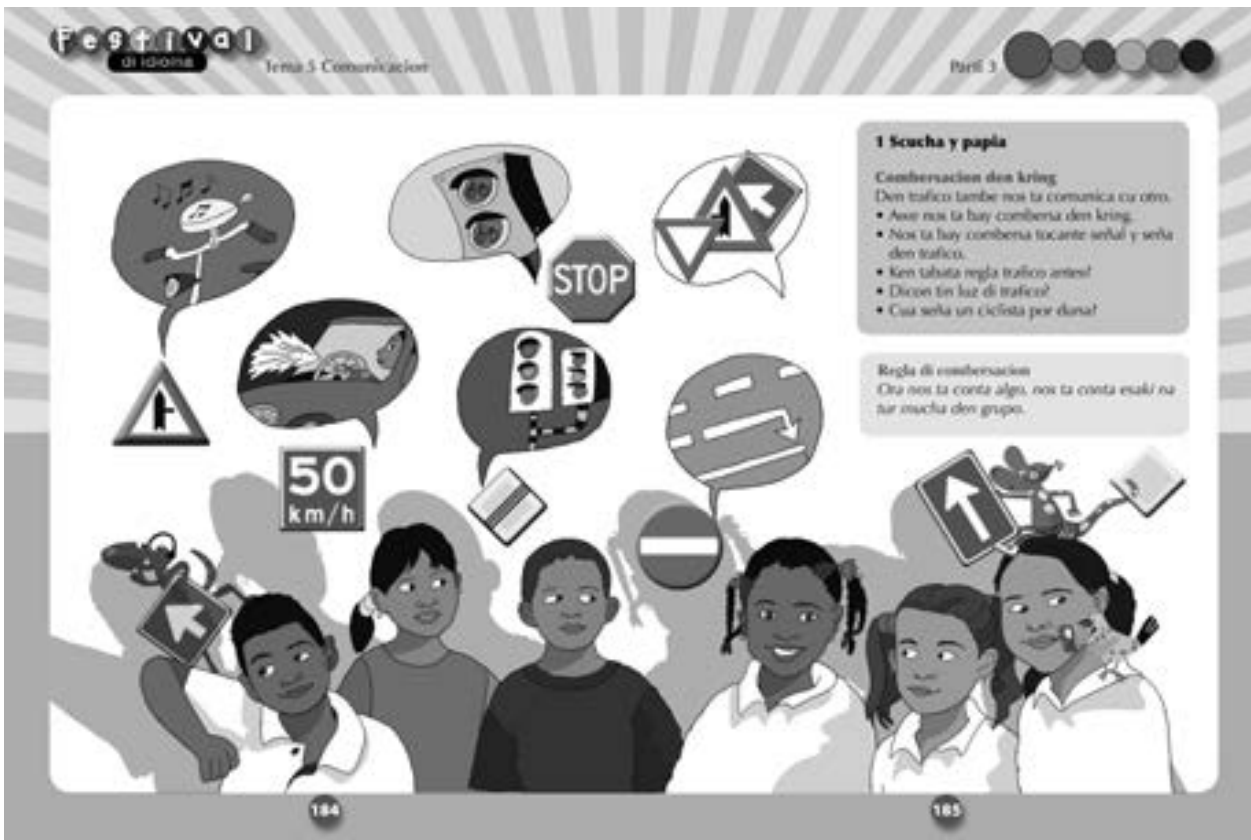 Festival
di idioma
Tema 5 Comunicacion
Parti 3
1 Scucha y papia
Combersacion den kring
Den trafico tambe nos ta comunica cu otro.
• Awe nos ta bay combersa den kring.
• Nos ta bay combersa tocante señal y seña
den trafico.
• Ken tabata regla trafico antes?
• Dicon tin luz di trafico?
• Cua seña un ciclista por duna?
Regla di combersacion
Ora nos ta conta algo, nos ta conta esaki na
tur mucha den grupo.
STOP
50
km/h
184
185